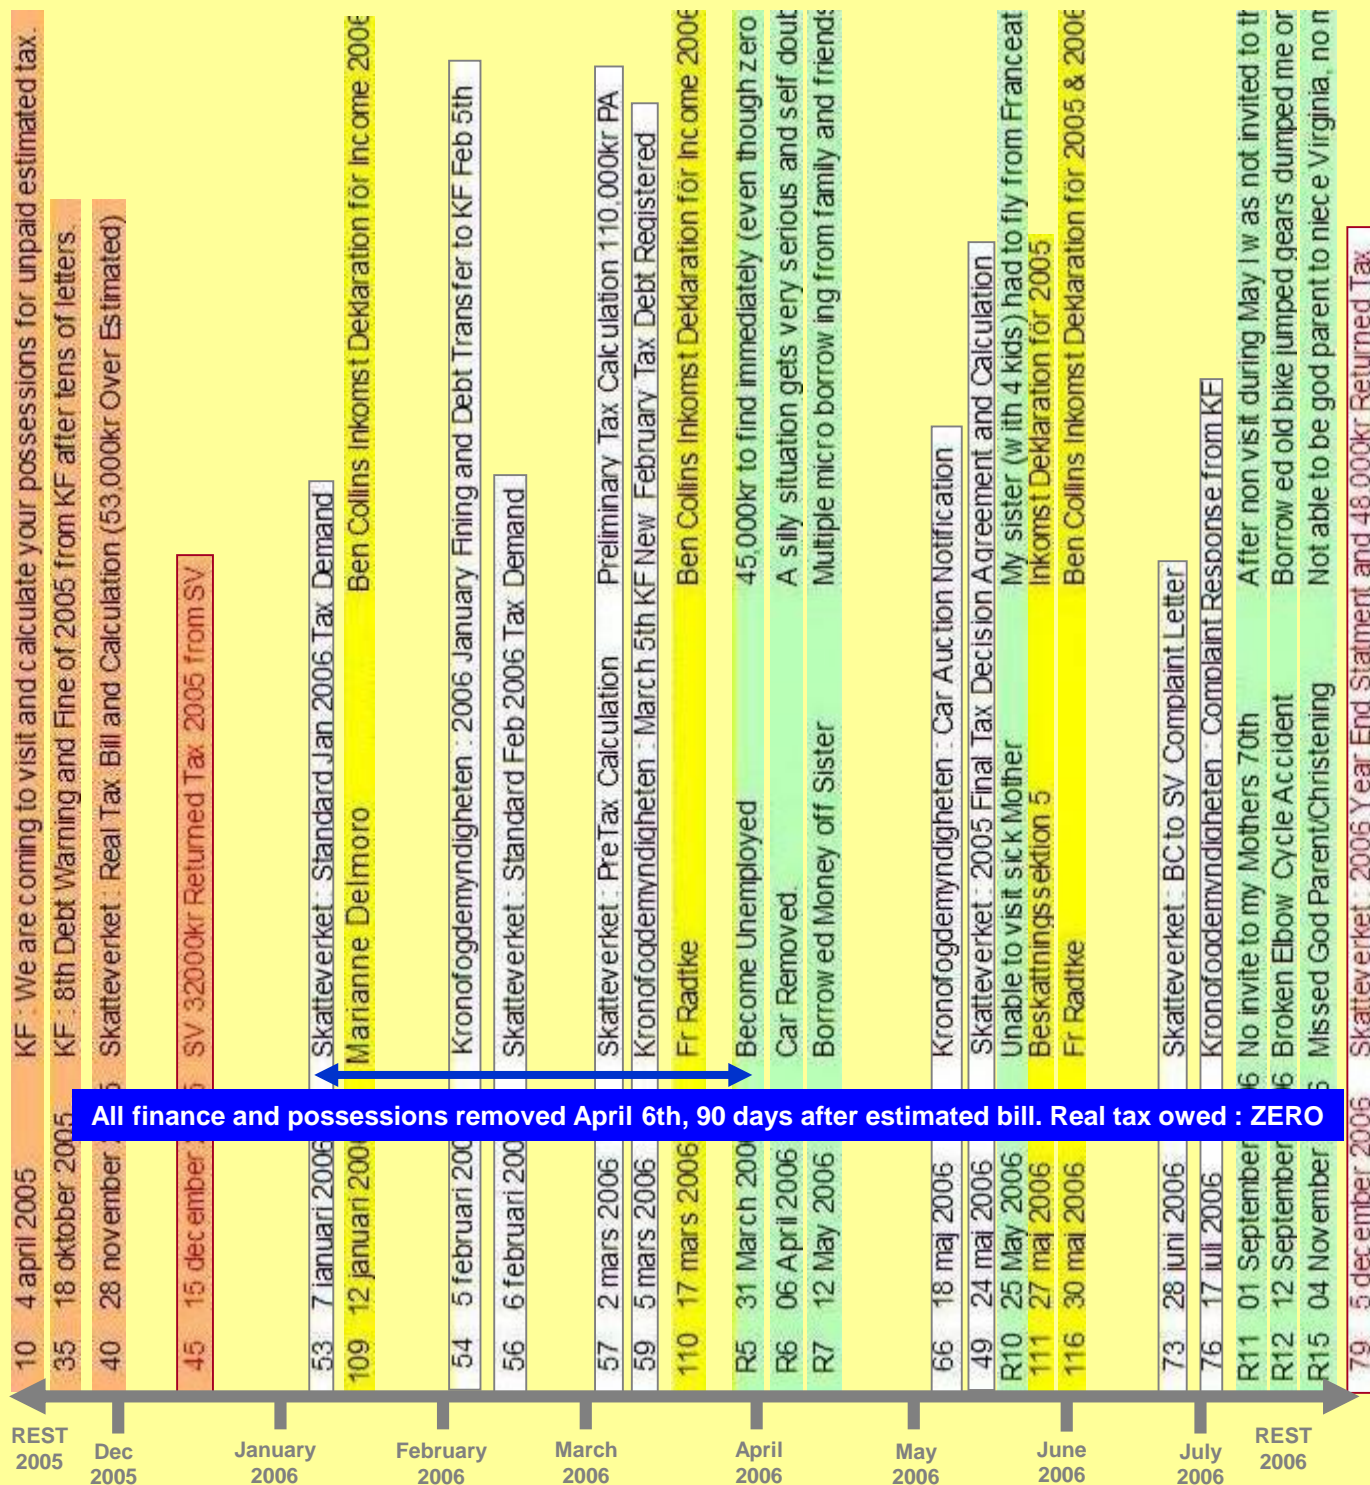 10 4 april 2005 KF : We are coming to visit and calculate your possessions for unpaid estimated tax.
35 18 oktober 2005 KF : 8th Debt Warning and Fine of 2005 from KF after tens of letters.
40 28 november Skatteverket : Real Tax Bill and Calculation (53,000kr Over Estimated)
45 15 december SV 32000kr Returned Tax 2005 from SV
53 7 januari 2006 Skatteverket : Standard Jan 2006 Tax Demand
109 12 januari 200 Marianne Delmoro Ben Collins Inkomst Deklaration för Income 2006
54 5 februari 200 Kronofogdemyndigheten : 2006 January Fining and Debt Transfer to KF Feb 5th
56 6 februari 200 Skatteverket : Standard Feb 2006 Tax Demand
57 2 mars 2006 Skatteverket : PreTax Calculation Preliminary Tax Calculation 110,000kr PA
59 5 mars 2006 Kronofogdemyndigheten : March 5th KF New February Tax Debt Registered
110 17 mars 2006 Fr Radtke Ben Collins Inkomst Deklaration för Income 2006
R5 31 March 200 Become Unemployed 45,000kr to find immediately (even though zero
R6 06 April 2006 Car Removed. A silly situation gets very serious and self doub
R7 12 May 2006 Borrowed Money off Sister Multiple micro borrowing from family and friends
66 18 maj 2006 Kronofogdemyndigheten : Car Auction Notification
49 24 maj 2006 Skatteverket : 2005 Final Tax Decision Agreement and Calculation
R10 25 May 2006 Unable to visit sick Mother My sister (with 4 kids) had to fly from Franceat
111 27 maj 2006 Beskattningssektion 5 Inkomst Deklaration för 2005
116 30 maj 2006 Fr Radtke Ben Collins Inkomst Deklaration för 2005 & 2006
73 28 juni 2006 Skatteverket : BC to SV Complaint Letter
76 17 juli 2006 Kronofogdemyndigheten : Complaint Response from KF
R11 01 September 06 No invite to my Mothers 70th After non visit during May I was not invited to th
R12 12 September 06 Broken Elbow Cycle Accident Borrowed old bike jumped gears dumped me or
R15 04 November 6 Missed God Parent/Christening Not able to be god parent to niece Virginia, no m
79 5 december 2006 Skatteverket : 2006 Year End Statment and 48,000kr Returned Tax
All finance and possessions removed April 6th, 90 days after estimated bill. Real tax owed : ZERO
REST
2005
Dec
2005
January
2006
February
2006
March
2006
April
2006
May
2006
June
2006
July
2006
REST
2006